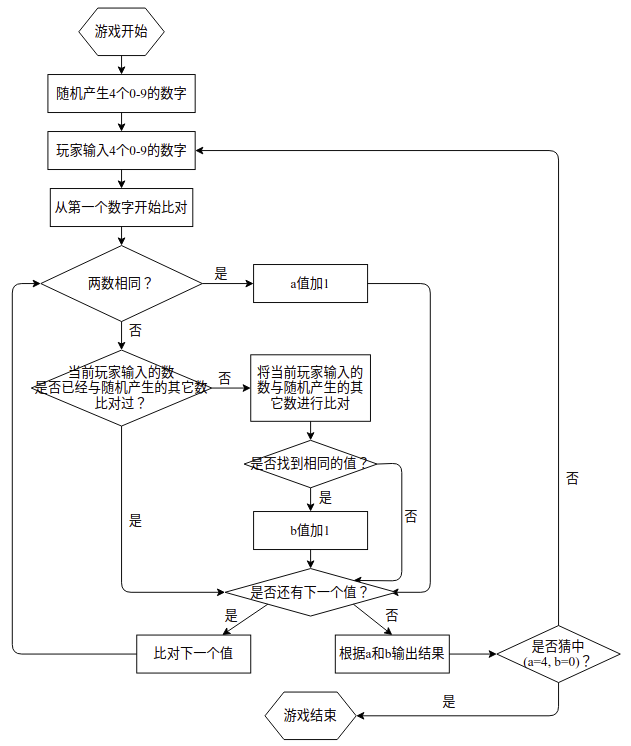 游戏开始
随机产生4个0-9的数字
玩家输入4个0-9的数字
从第一个数字开始比对
两数相同？
是
a值加1
否
当前玩家输入的数
是否已经与随机产生的其它数
比对过？
否
将当前玩家输入的
数与随机产生的其
它数进行比对
是否找到相同的值？
是
否
b值加1
是
否
是否还有下一个值？
是
否
比对下一个值
根据a和b输出结果
是否猜中
(a=4, b=0)？
是
游戏结束